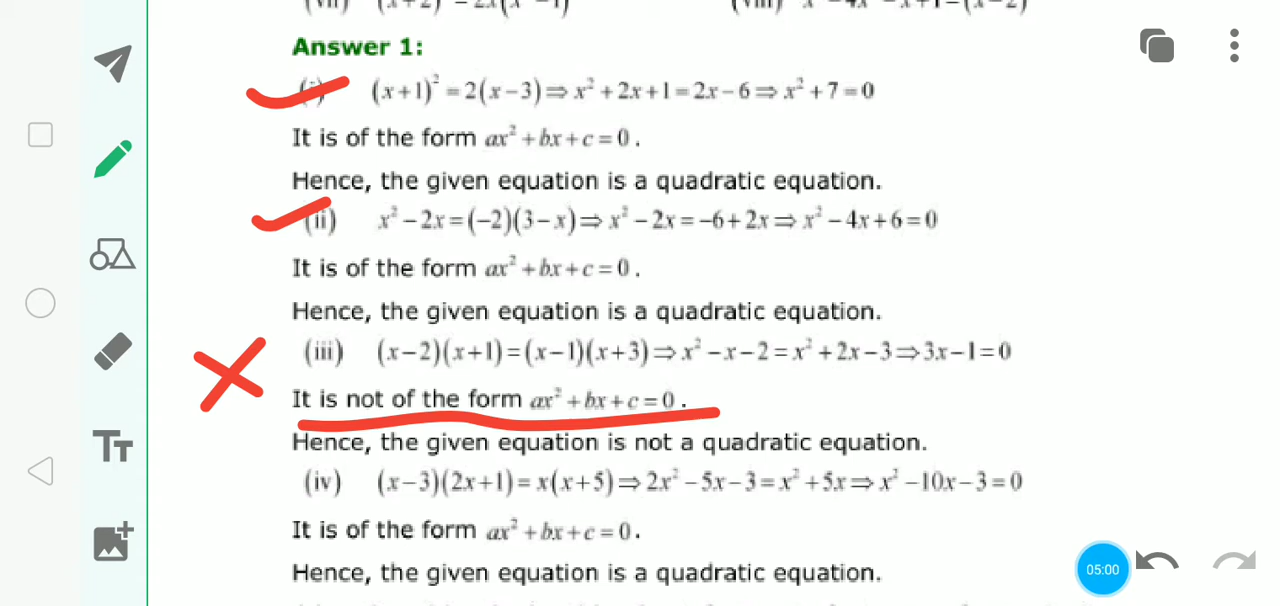 Answer 1:
(i) (x+1)² = 2(x−3) ⇒ x² + 2x + 1 = 2x − 6 ⇒ x² + 7 = 0
It is of the form ax² + bx + c = 0.
Hence, the given equation is a quadratic equation.
(ii) x² − 2x = (−2)(3−x) ⇒ x² − 2x = −6 + 2x ⇒ x² − 4x + 6 = 0
It is of the form ax² + bx + c = 0.
Hence, the given equation is a quadratic equation.
(iii) (x−2)(x+1) = (x−1)(x+3) ⇒ x² − x − 2 = x² + 2x − 3 ⇒ 3x − 1 = 0
It is not of the form ax² + bx + c = 0.
Hence, the given equation is not a quadratic equation.
(iv) (x−3)(2x+1) = x(x+5) ⇒ 2x² − 5x − 3 = x² + 5x ⇒ x² − 10x − 3 = 0
It is of the form ax² + bx + c = 0.
Hence, the given equation is a quadratic equation.
TT
05:00